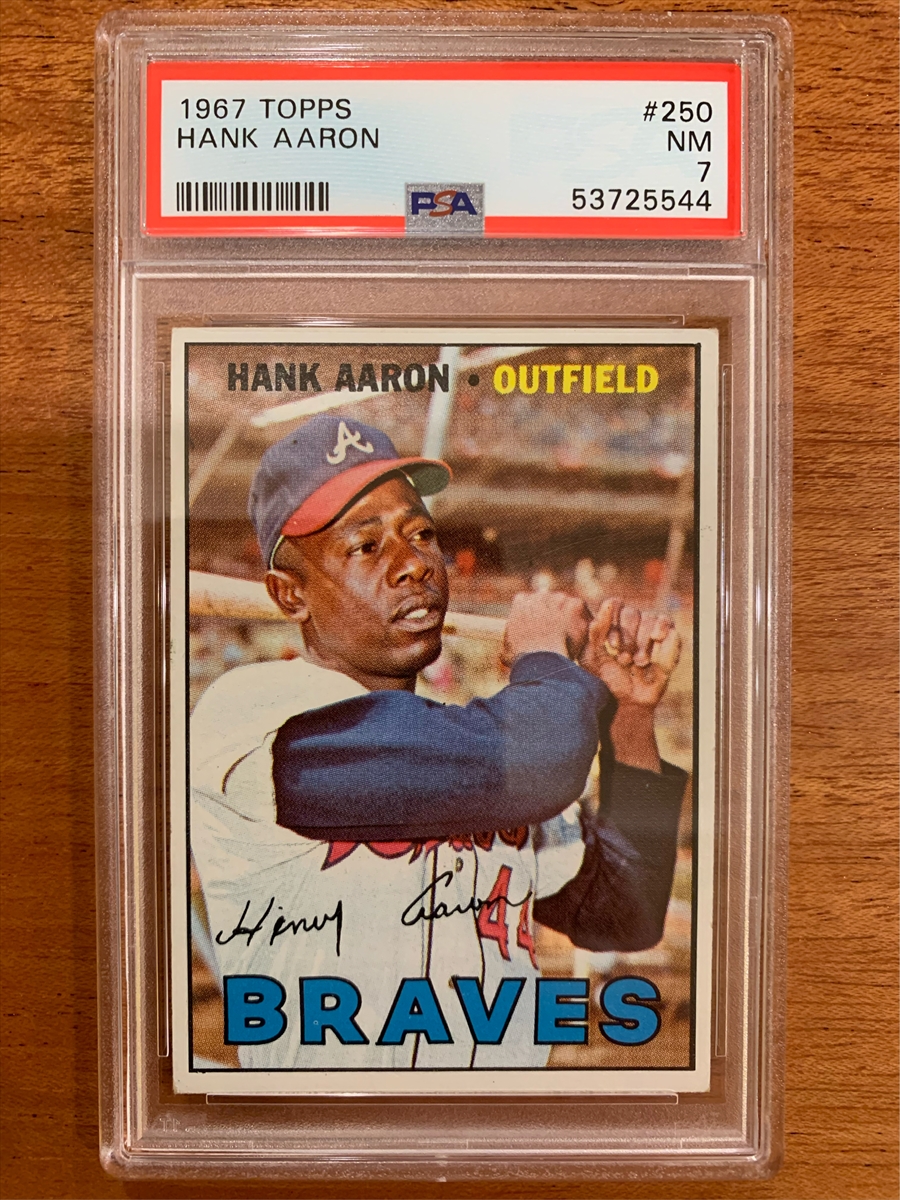 1967 TOPPS #250
HANK AARON NM
7
PSA 53725544
HANK AARON • OUTFIELD
A
Henry Aaron
44
BRAVES